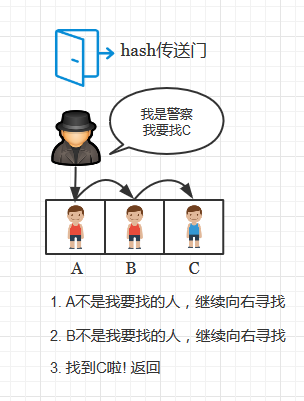 hash传送门
我是警察
我要找C
A B C
1. A不是我要找的人，继续向右寻找
2. B不是我要找的人，继续向右寻找
3. 找到C啦! 返回